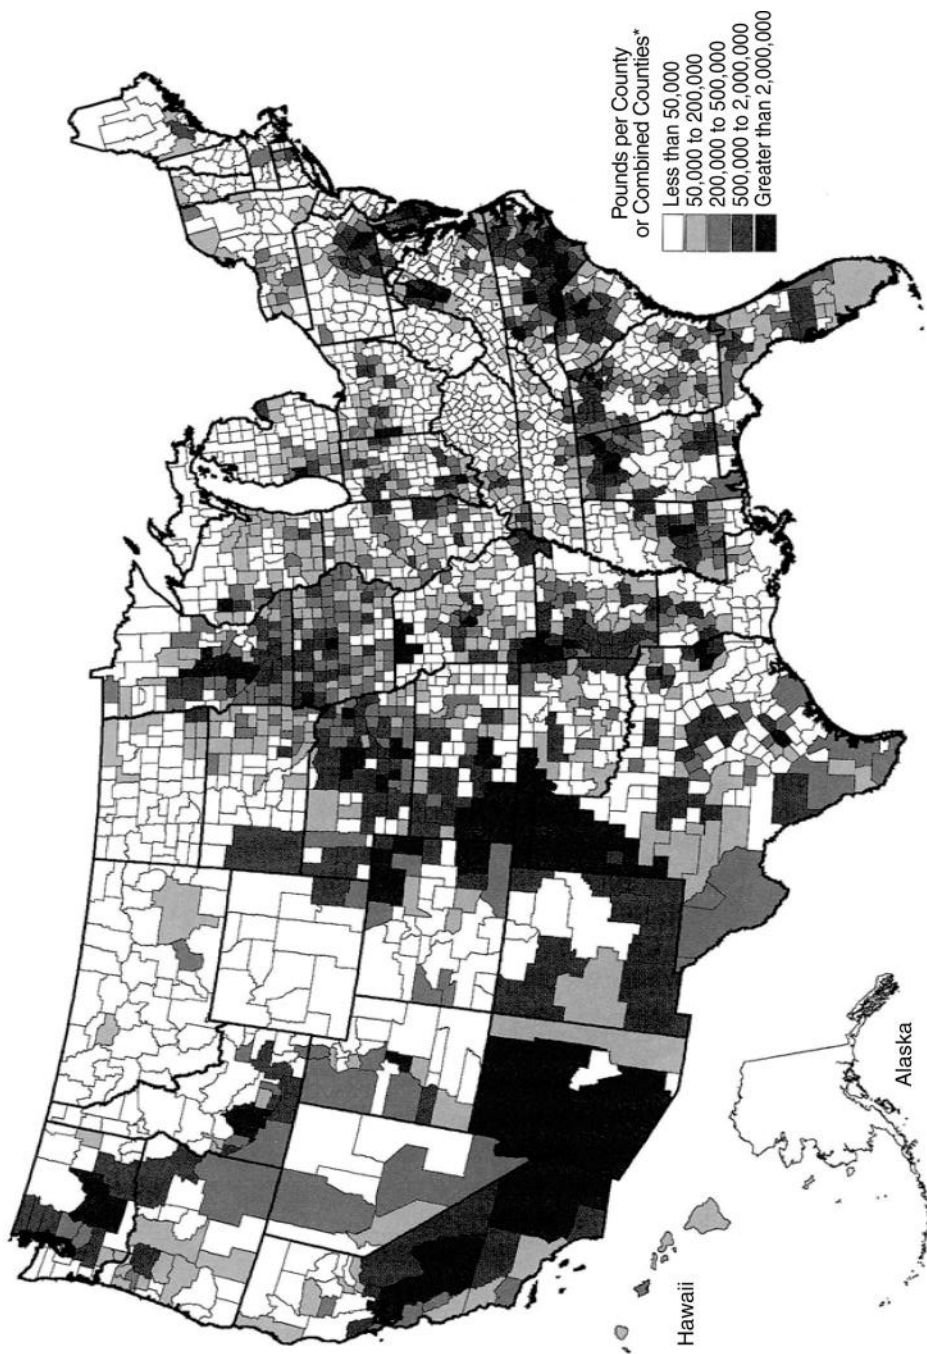 Pounds per County
or Combined Counties*
Less than 50,000
50,000 to 200,000
200,000 to 500,000
500,000 to 2,000,000
Greater than 2,000,000
Alaska
Hawaii